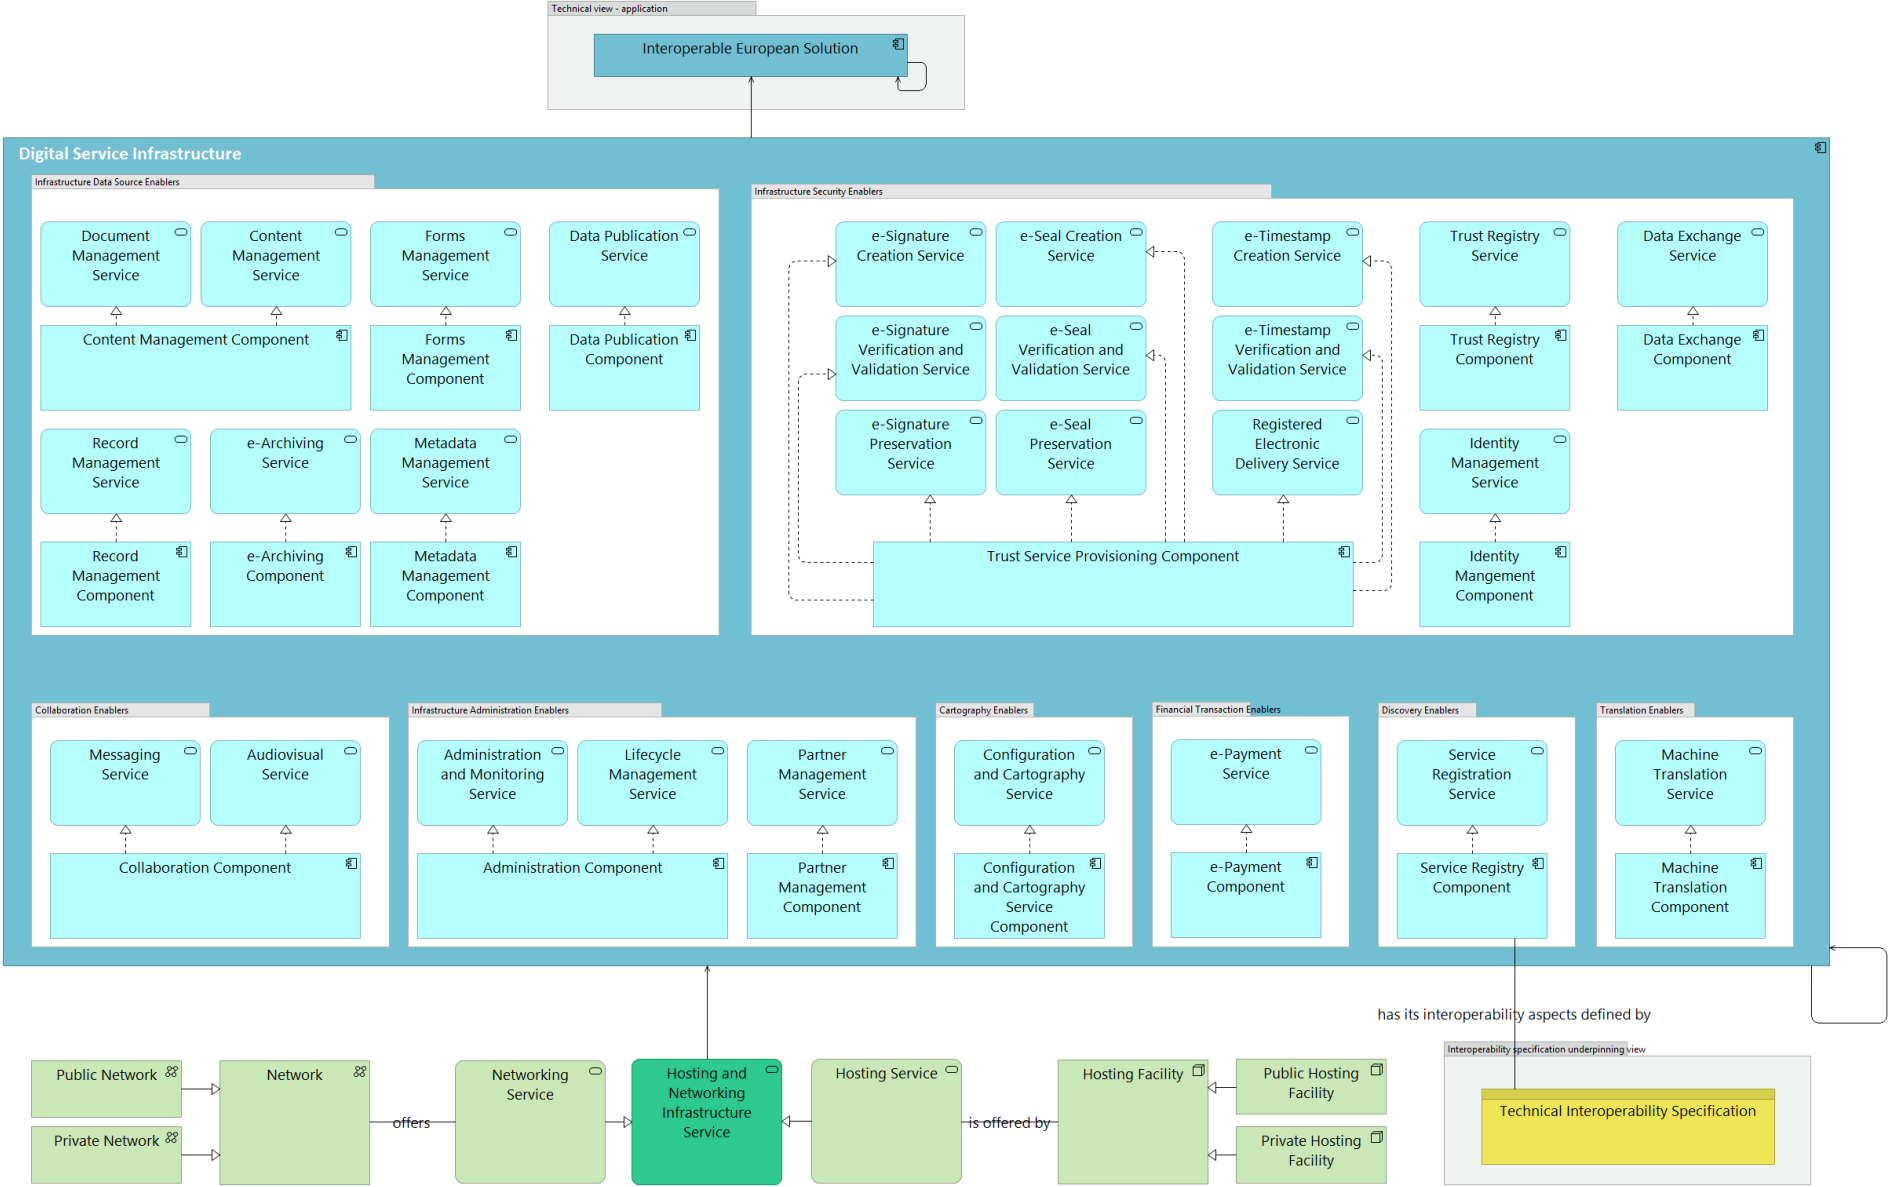 Technical view - application
Interoperable European Solution
Digital Service Infrastructure
Infrastructure Data Source Enablers
Document
Management
Service
Content
Management
Service
Forms
Management
Service
Data Publication
Service
Content Management Component
Forms
Management
Component
Data Publication
Component
Record
Management
Service
e-Archiving
Service
Metadata
Management
Service
Record
Management
Component
e-Archiving
Component
Metadata
Management
Component
Infrastructure Security Enablers
e-Signature
Creation Service
e-Seal Creation
Service
e-Timestamp
Creation Service
Trust Registry
Service
Data Exchange
Service
e-Signature
Verification and
Validation Service
e-Seal
Verification and
Validation Service
e-Timestamp
Verification and
Validation Service
Trust Registry
Component
Data Exchange
Component
e-Signature
Preservation
Service
e-Seal
Preservation
Service
Registered
Electronic
Delivery Service
Identity
Management
Service
Trust Service Provisioning Component
Identity
Mangement
Component
Collaboration Enablers
Messaging
Service
Audiovisual
Service
Collaboration Component
Infrastructure Administration Enablers
Administration
and Monitoring
Service
Lifecycle
Management
Service
Partner
Management
Service
Administration Component
Partner
Management
Component
Cartography Enablers
Configuration
and Cartography
Service
Configuration
and Cartography
Service
Component
Financial Transaction Enablers
e-Payment
Service
e-Payment
Component
Discovery Enablers
Service
Registration
Service
Service Registry
Component
Translation Enablers
Machine
Translation
Service
Machine
Translation
Component
has its interoperability aspects defined by
Public Network
Private Network
Network
offers
Networking
Service
Hosting and
Networking
Infrastructure
Service
Hosting Service
is offered by
Hosting Facility
Public Hosting
Facility
Private Hosting
Facility
Interoperability specification underpinning view
Technical Interoperability Specification